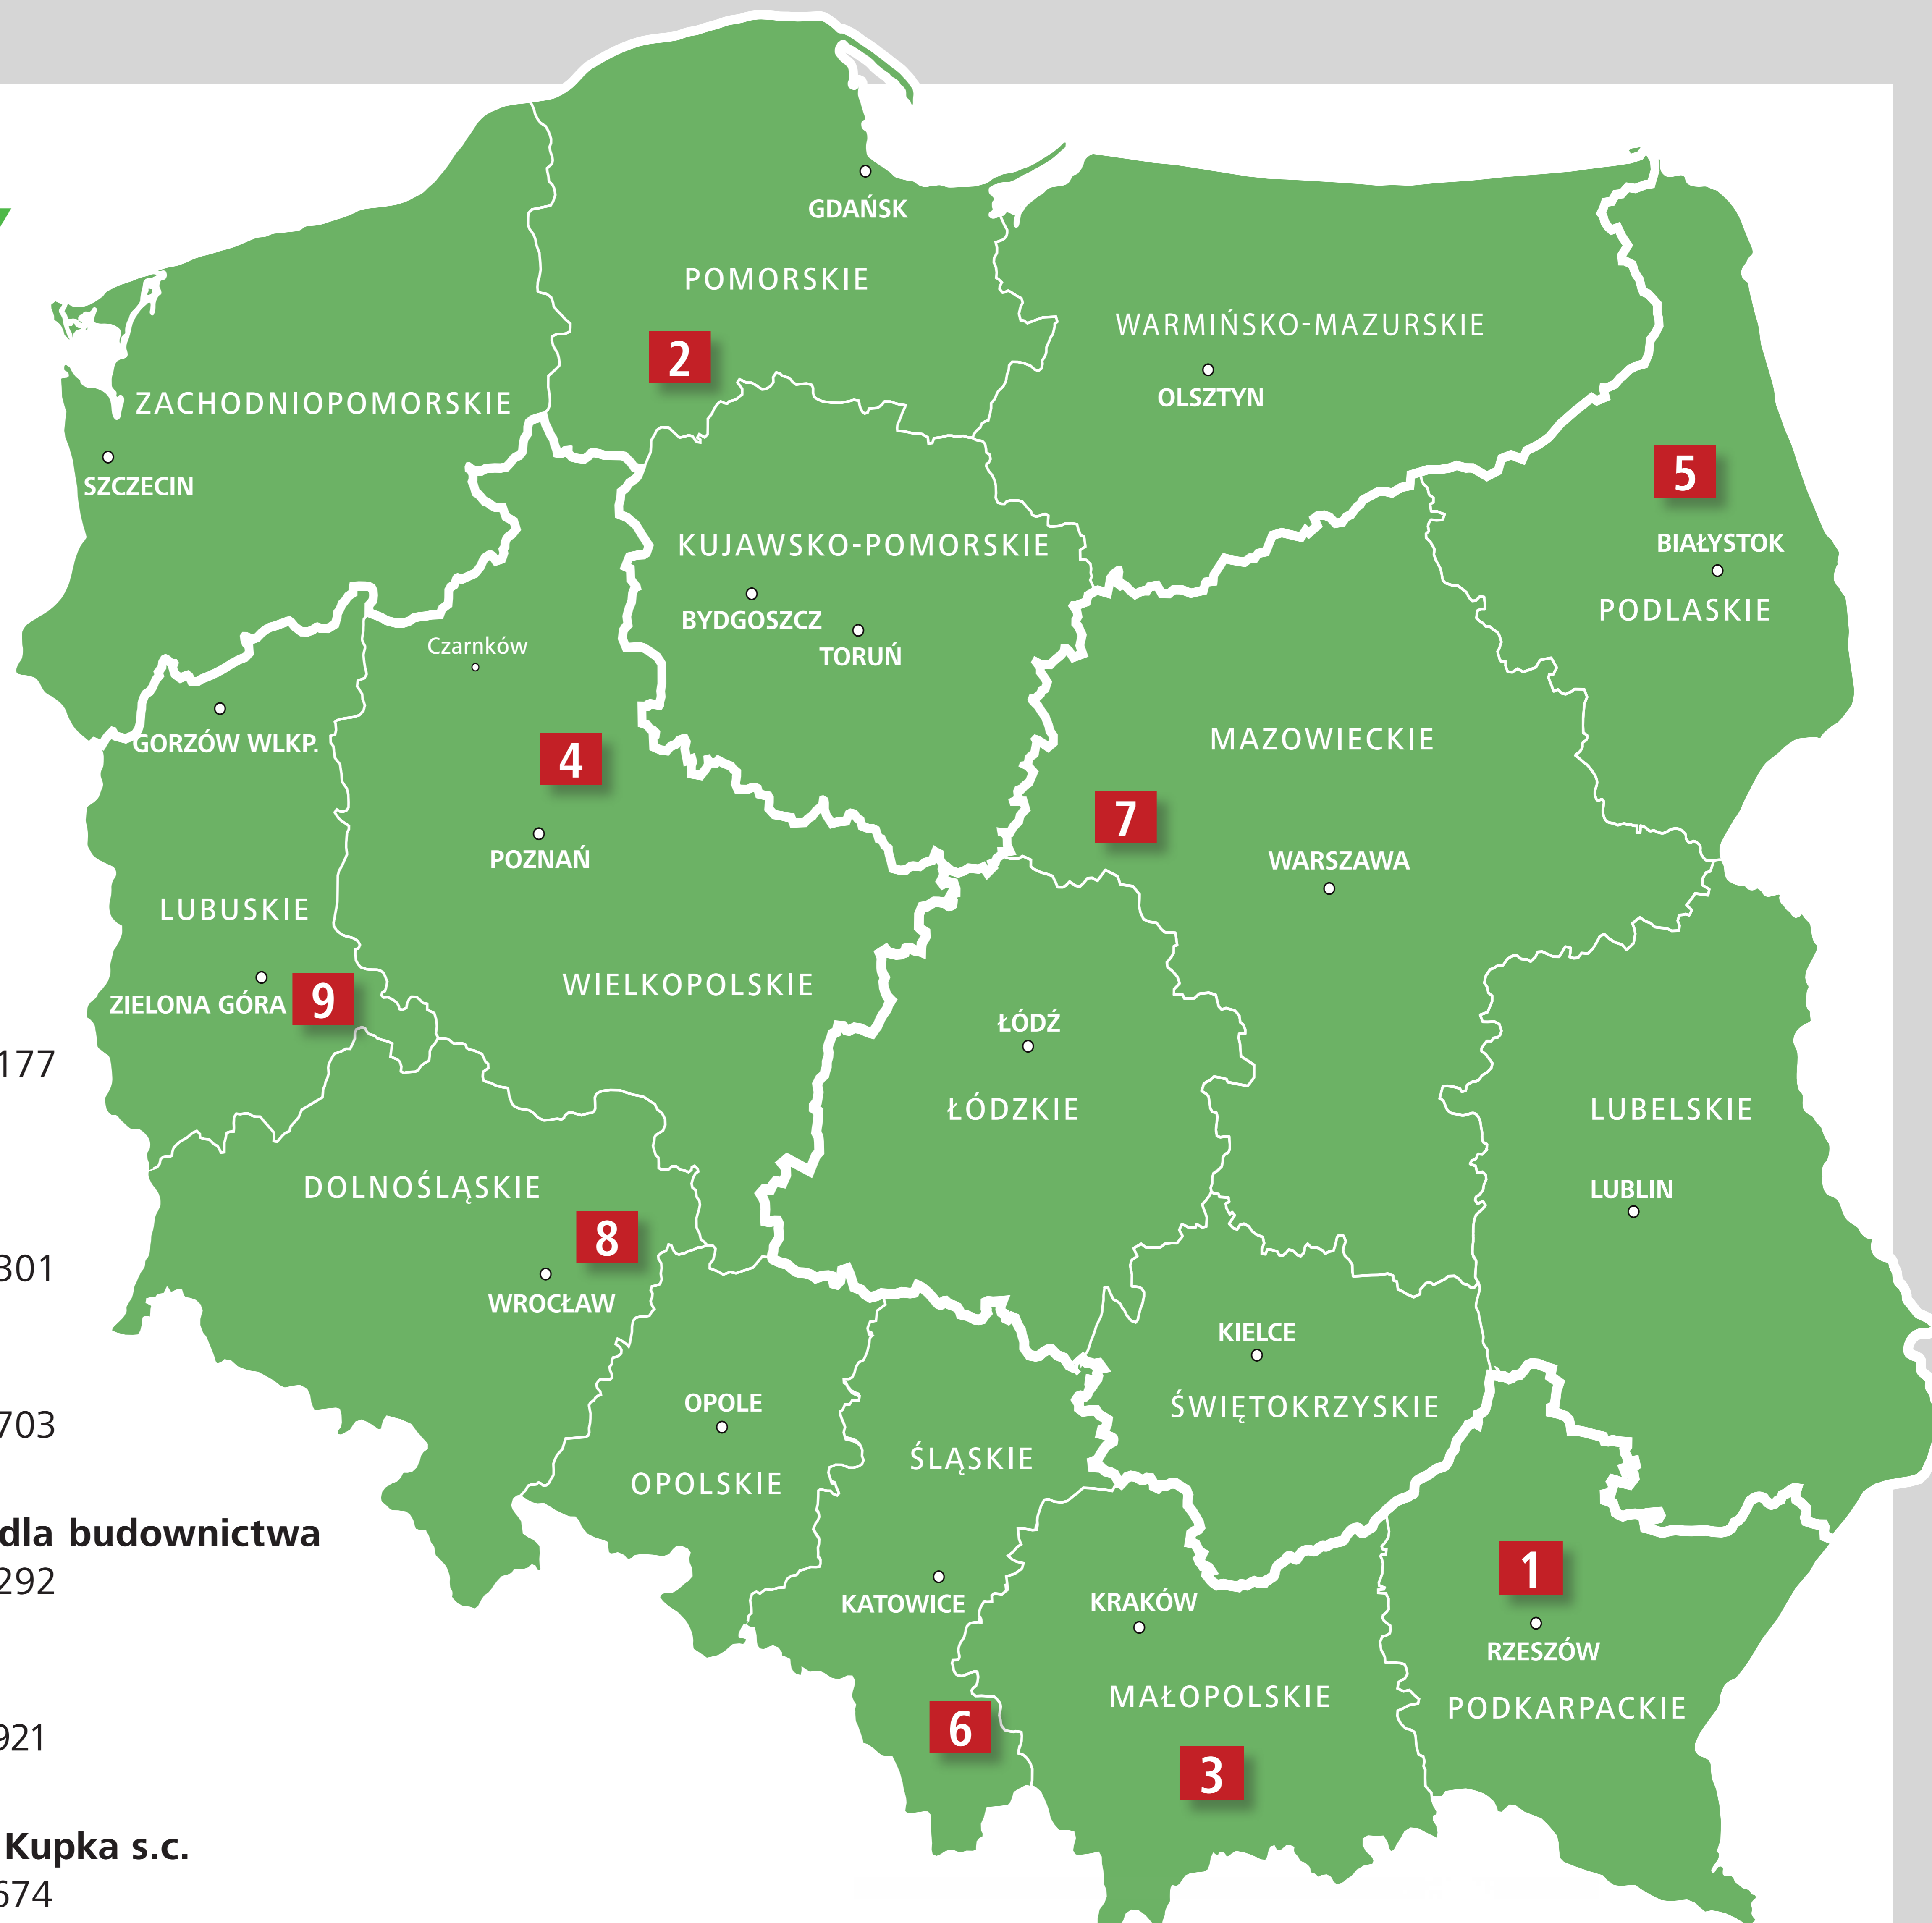 GDAŃSK
POMORSKIE
WARMIŃSKO-MAZURSKIE
2
OLSZTYN
ZACHODNIOPOMORSKIE
SZCZECIN
5
BIAŁYSTOK
KUJAWSKO-POMORSKIE
BYDGOSZCZ
PODLASKIE
Czarnków
TORUŃ
GORZÓW WLKP.
MAZOWIECKIE
4
7
POZNAŃ
WARSZAWA
LUBUSKIE
WIELKOPOLSKIE
ZIELONA GÓRA
9
ŁÓDŹ
177
ŁÓDZKIE
LUBELSKIE
DOLNOŚLĄSKIE
LUBLIN
8
301
WROCŁAW
KIELCE
OPOLE
ŚWIĘTOKRZYSKIE
703
ŚLĄSKIE
OPOLSKIE
dla budownictwa
292
1
KATOWICE
KRAKÓW
RZESZÓW
MAŁOPOLSKIE
PODKARPACKIE
6
921
3
Kupka s.c.
674